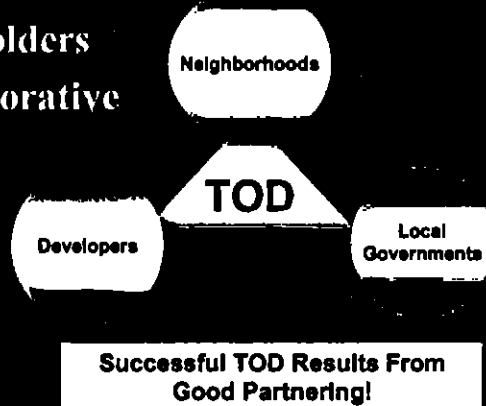 olders
orative
Neighborhoods
TOD
Developers
Local
Governments
Successful TOD Results From
Good Partnering!